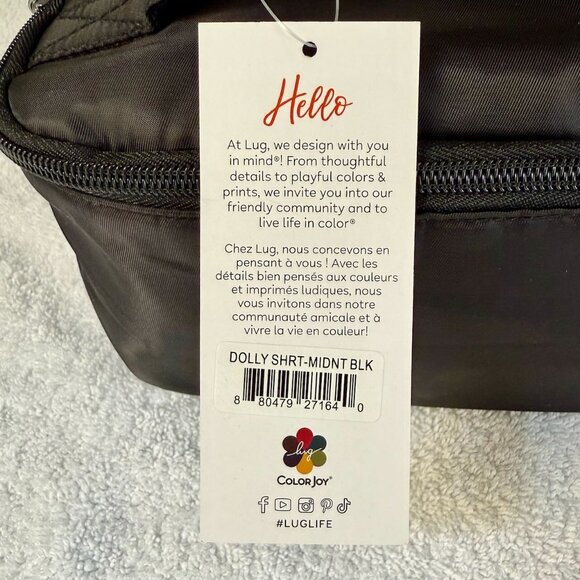 Hello
At Lug, we design with you
in mind®! From thoughtful
details to playful colors &
prints, we invite you into our
friendly community and to
live life in color®
Chez Lug, nous concevons en
pensant à vous ! Avec les
détails bien pensés aux couleurs
et imprimés ludiques, nous
vous invitons dans notre
communauté amicale et à
vivre la vie en couleur!
DOLLY SHRT-MIDNT BLK
8 80479 27164 0
lug
COLORJOY®
#LUGLIFE